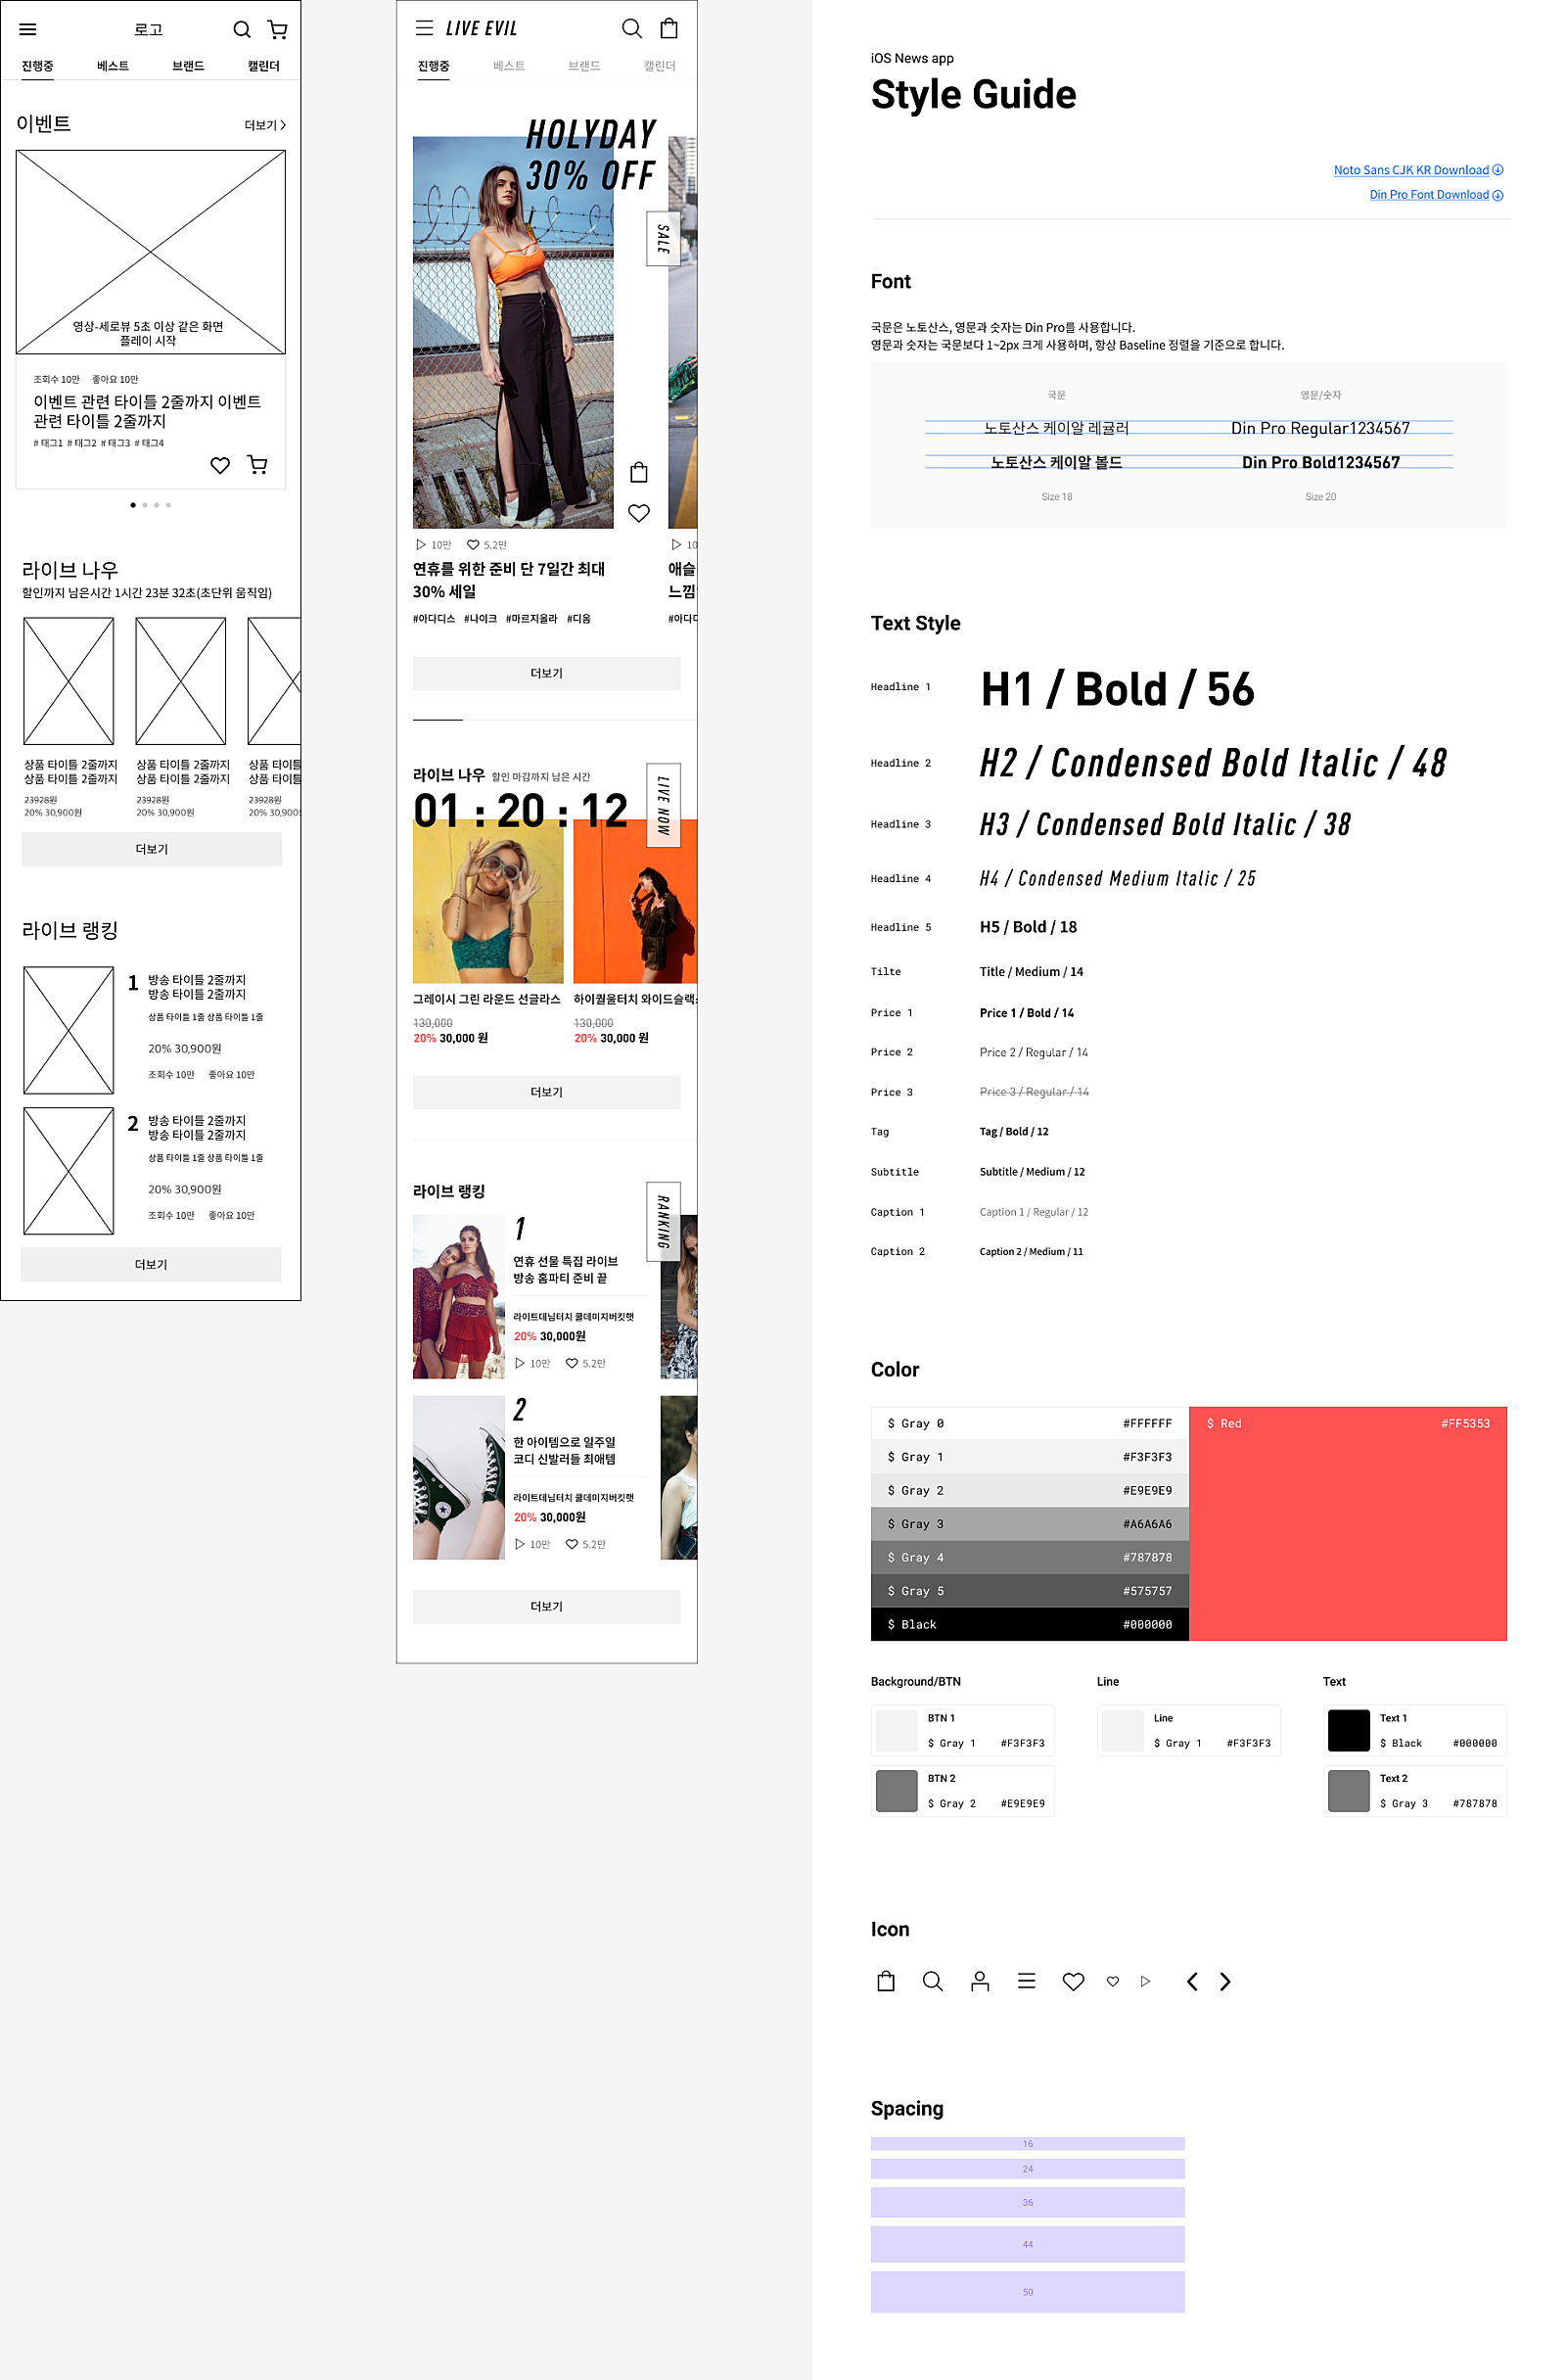 로고
진행중 베스트 브랜드 캘린더
이벤트 더보기
영상-세로뷰 5초 이상 같은 화면
플레이 시작
조회수 10만 좋아요 10만
이벤트 관련 타이틀 2줄까지 이벤트
관련 타이틀 2줄까지
# 태그1 # 태그2 # 태그3 # 태그4
라이브 나우
할인까지 남은시간 1시간 23분 32초(초단위 움직임)
상품 타이틀 2줄까지 상품 타이틀 2줄까지 상품 타이틀
상품 타이틀 2줄까지 상품 타이틀 2줄까지 상품 타이틀
23928원 23928원 23928원
20% 30,900원 20% 30,900원 20% 30,900
더보기
라이브 랭킹
1 방송 타이틀 2줄까지
방송 타이틀 2줄까지
상품 타이틀 1줄 상품 타이틀 1줄
20% 30,900원
조회수 10만 좋아요 10만
2 방송 타이틀 2줄까지
방송 타이틀 2줄까지
상품 타이틀 1줄 상품 타이틀 1줄
20% 30,900원
조회수 10만 좋아요 10만
더보기
LIVE EVIL
진행중 베스트 브랜드 캘린더
HOLYDAY
30% OFF
SALE
10만 5.2만 10
연휴를 위한 준비 단 7일간 최대 애슬
30% 세일 느낌
#아다디스 #나이크 #마르지올라 #디옴 #아다디
더보기
라이브 나우 할인 마감까지 남은 시간
LIVE NOW
01 : 20 : 12
그레이시 그린 라운드 선글라스 하이퀄울터치 와이드슬랙스
130,000 130,000
20% 30,000 원 20% 30,000 원
더보기
라이브 랭킹
RANKING
1
연휴 선물 특집 라이브
방송 홈파티 준비 끝
라이트데님터치 쿨데미지버킷햇
20% 30,000원
10만 5.2만
2
한 아이템으로 일주일
코디 신발러들 최애템
라이트데님터치 쿨데미지버킷햇
20% 30,000원
10만 5.2만
더보기
iOS News app
Style Guide
Noto Sans CJK KR Download
Din Pro Font Download
Font
국문은 노토산스, 영문과 숫자는 Din Pro를 사용합니다.
영문과 숫자는 국문보다 1~2px 크게 사용하며, 항상 Baseline 정렬을 기준으로 합니다.
국문 영문/숫자
노토산스 케이알 레귤러 Din Pro Regular1234567
노토산스 케이알 볼드 Din Pro Bold1234567
Size 18 Size 20
Text Style
Headline 1 H1 / Bold / 56
Headline 2 H2 / Condensed Bold Italic / 48
Headline 3 H3 / Condensed Bold Italic / 38
Headline 4 H4 / Condensed Medium Italic / 25
Headline 5 H5 / Bold / 18
Tilte Title / Medium / 14
Price 1 Price 1 / Bold / 14
Price 2 Price 2 / Regular / 14
Price 3 Price 3 / Regular / 14
Tag Tag / Bold / 12
Subtitle Subtitle / Medium / 12
Caption 1 Caption 1 / Regular / 12
Caption 2 Caption 2 / Medium / 11
Color
$ Gray 0 #FFFFFF $ Red #FF5353
$ Gray 1 #F3F3F3
$ Gray 2 #E9E9E9
$ Gray 3 #A6A6A6
$ Gray 4 #787878
$ Gray 5 #575757
$ Black #000000
Background/BTN Line Text
BTN 1 Line Text 1
$ Gray 1 #F3F3F3 $ Gray 1 #F3F3F3 $ Black #000000
BTN 2 Text 2
$ Gray 2 #E9E9E9 $ Gray 3 #787878
Icon
Spacing
16
24
36
44
50